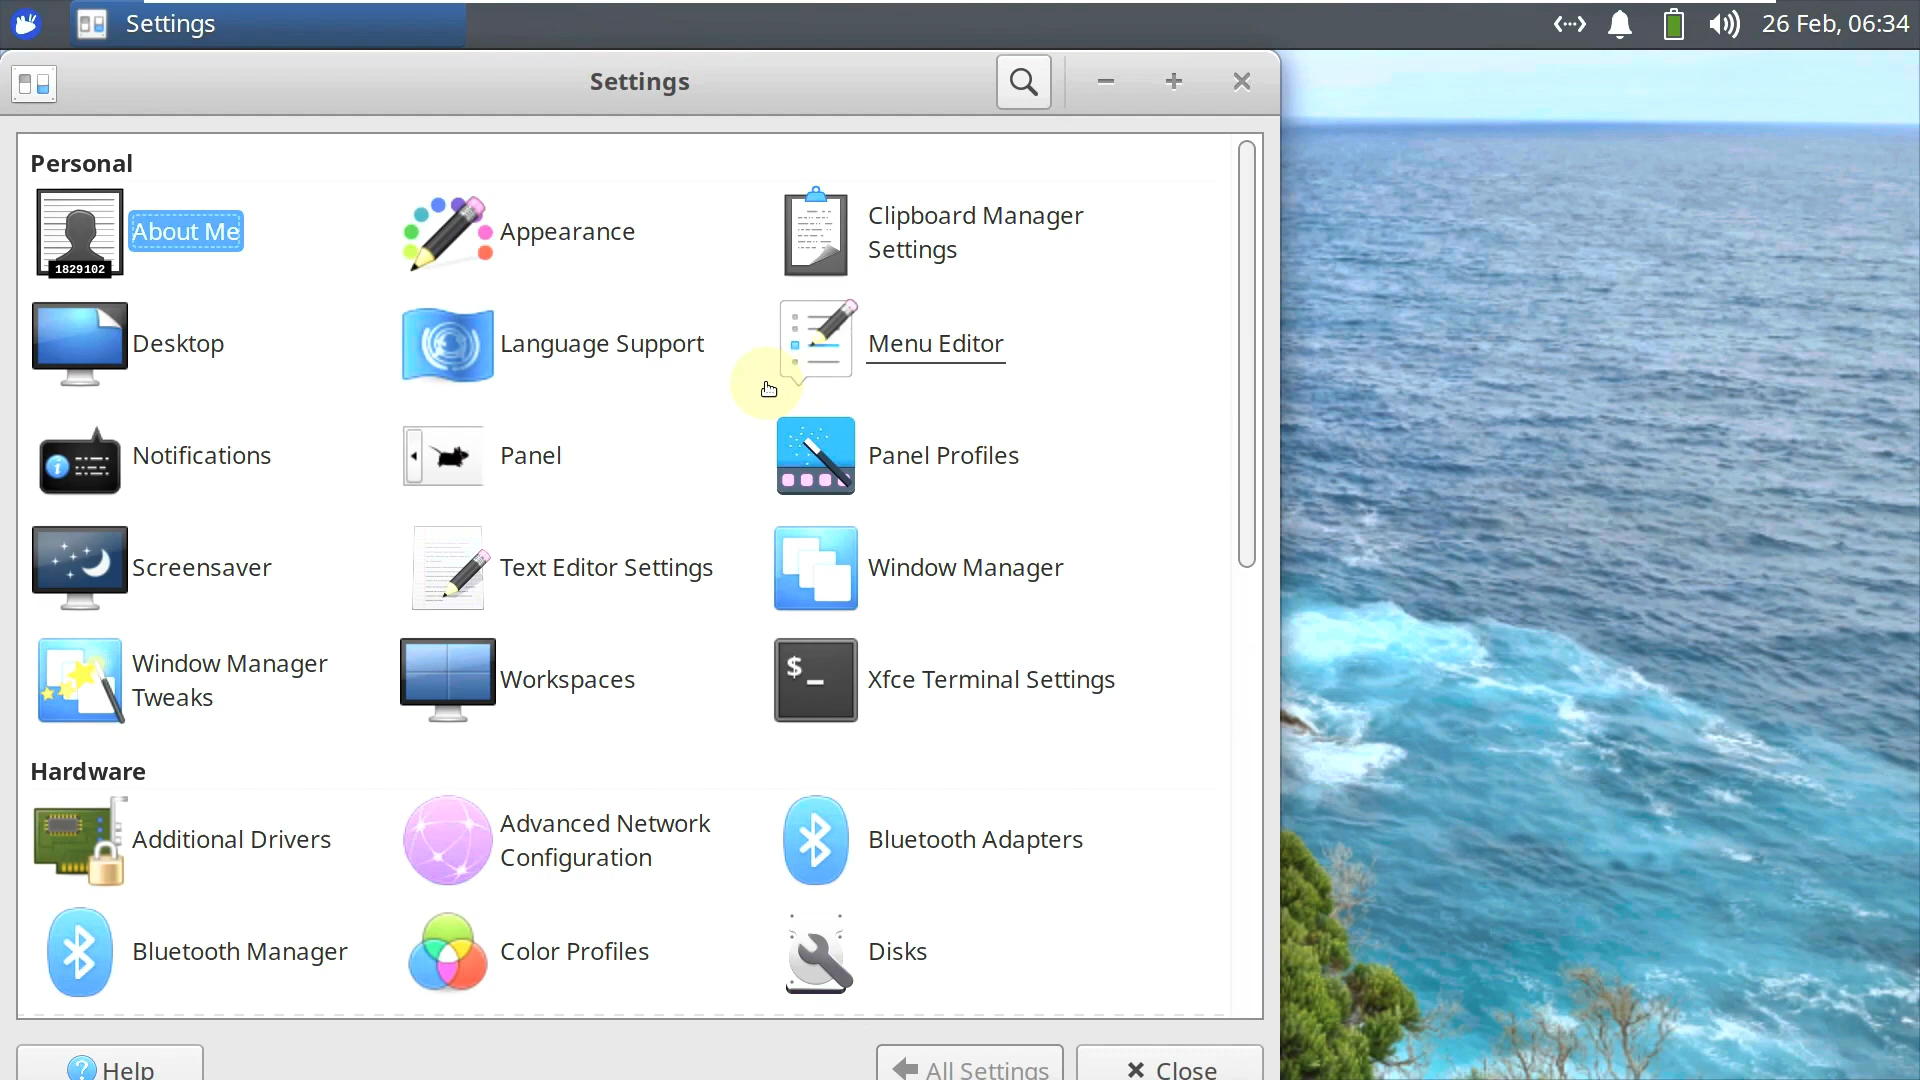 Settings
26 Feb, 06:34
Settings
Personal
About Me
1829102
Appearance
Clipboard Manager
Settings
Desktop
Language Support
Menu Editor
Notifications
Panel
Panel Profiles
Screensaver
Text Editor Settings
Window Manager
Window Manager
Tweaks
Workspaces
$_
Xfce Terminal Settings
Hardware
Additional Drivers
Advanced Network
Configuration
Bluetooth Adapters
Bluetooth Manager
Color Profiles
Disks
Help
All Settings
Close